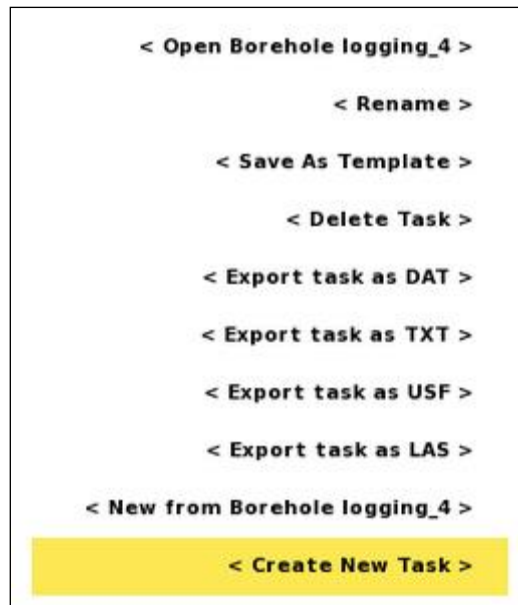 < Open Borehole logging_4 >
< Rename >
< Save As Template >
< Delete Task >
< Export task as DAT >
< Export task as TXT >
< Export task as USF >
< Export task as LAS >
< New from Borehole logging_4 >
< Create New Task >